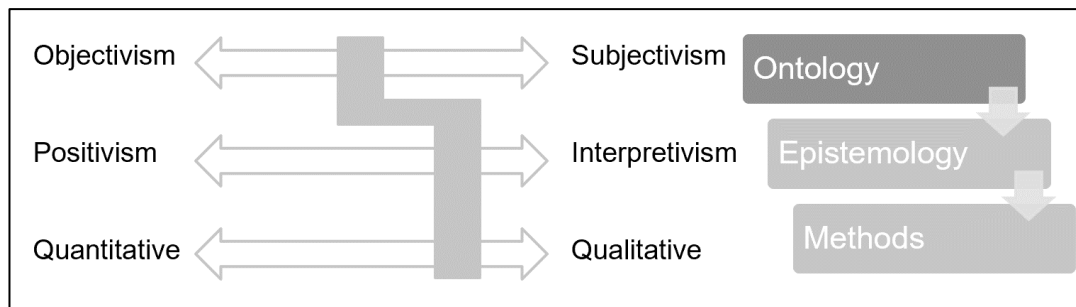 Objectivism Subjectivism Ontology
Positivism Interpretivism Epistemology
Quantitative Qualitative Methods